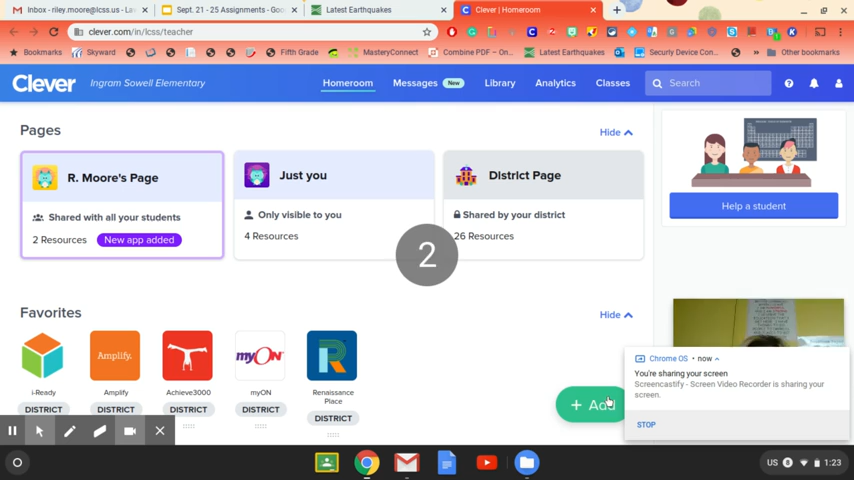 Inbox - riley.moore@lcss.us - La
Sept. 21 - 25 Assignments - Goo
Latest Earthquakes
Clever | Homeroom
clever.com/in/lcss/teacher
Bookmarks
Skyward
Fifth Grade
MasteryConnect
Combine PDF – On...
Latest Earthquakes
Securly Device Con...
Other bookmarks
Clever
Ingram Sowell Elementary
Homeroom
Messages New
Library
Analytics
Classes
Search
Pages
Hide
R. Moore's Page
Shared with all your students
2 Resources New app added
Just you
Only visible to you
4 Resources
District Page
Shared by your district
26 Resources
2
Help a student
Favorites
Hide
i-Ready
DISTRICT
Amplify.
Amplify
DISTRICT
Achieve3000
DISTRICT
myON
myON
DISTRICT
R
Renaissance
Place
DISTRICT
+ Add
Chrome OS • now
You're sharing your screen
Screencastify - Screen Video Recorder is sharing your
screen.
STOP
US 8 1:23